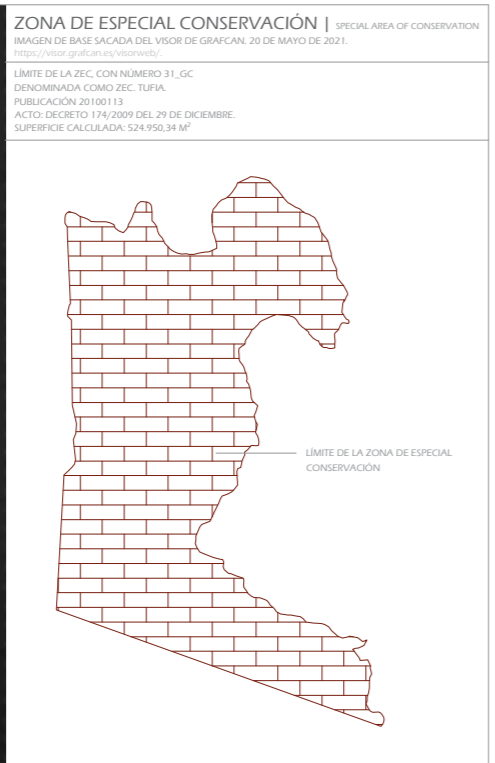 ZONA DE ESPECIAL CONSERVACIÓN | SPECIAL AREA OF CONSERVATION
IMAGEN DE BASE SACADA DEL VISOR DE GRAFCAN. 20 DE MAYO DE 2021.
https://visor.grafcan.es/visorweb/.
LÍMITE DE LA ZEC, CON NÚMERO 31_GC
DENOMINADA COMO ZEC. TUFIA.
PUBLICACIÓN 20100113
ACTO: DECRETO 174/2009 DEL 29 DE DICIEMBRE.
SUPERFICIE CALCULADA: 524.950,34 M²
LÍMITE DE LA ZONA DE ESPECIAL
CONSERVACIÓN